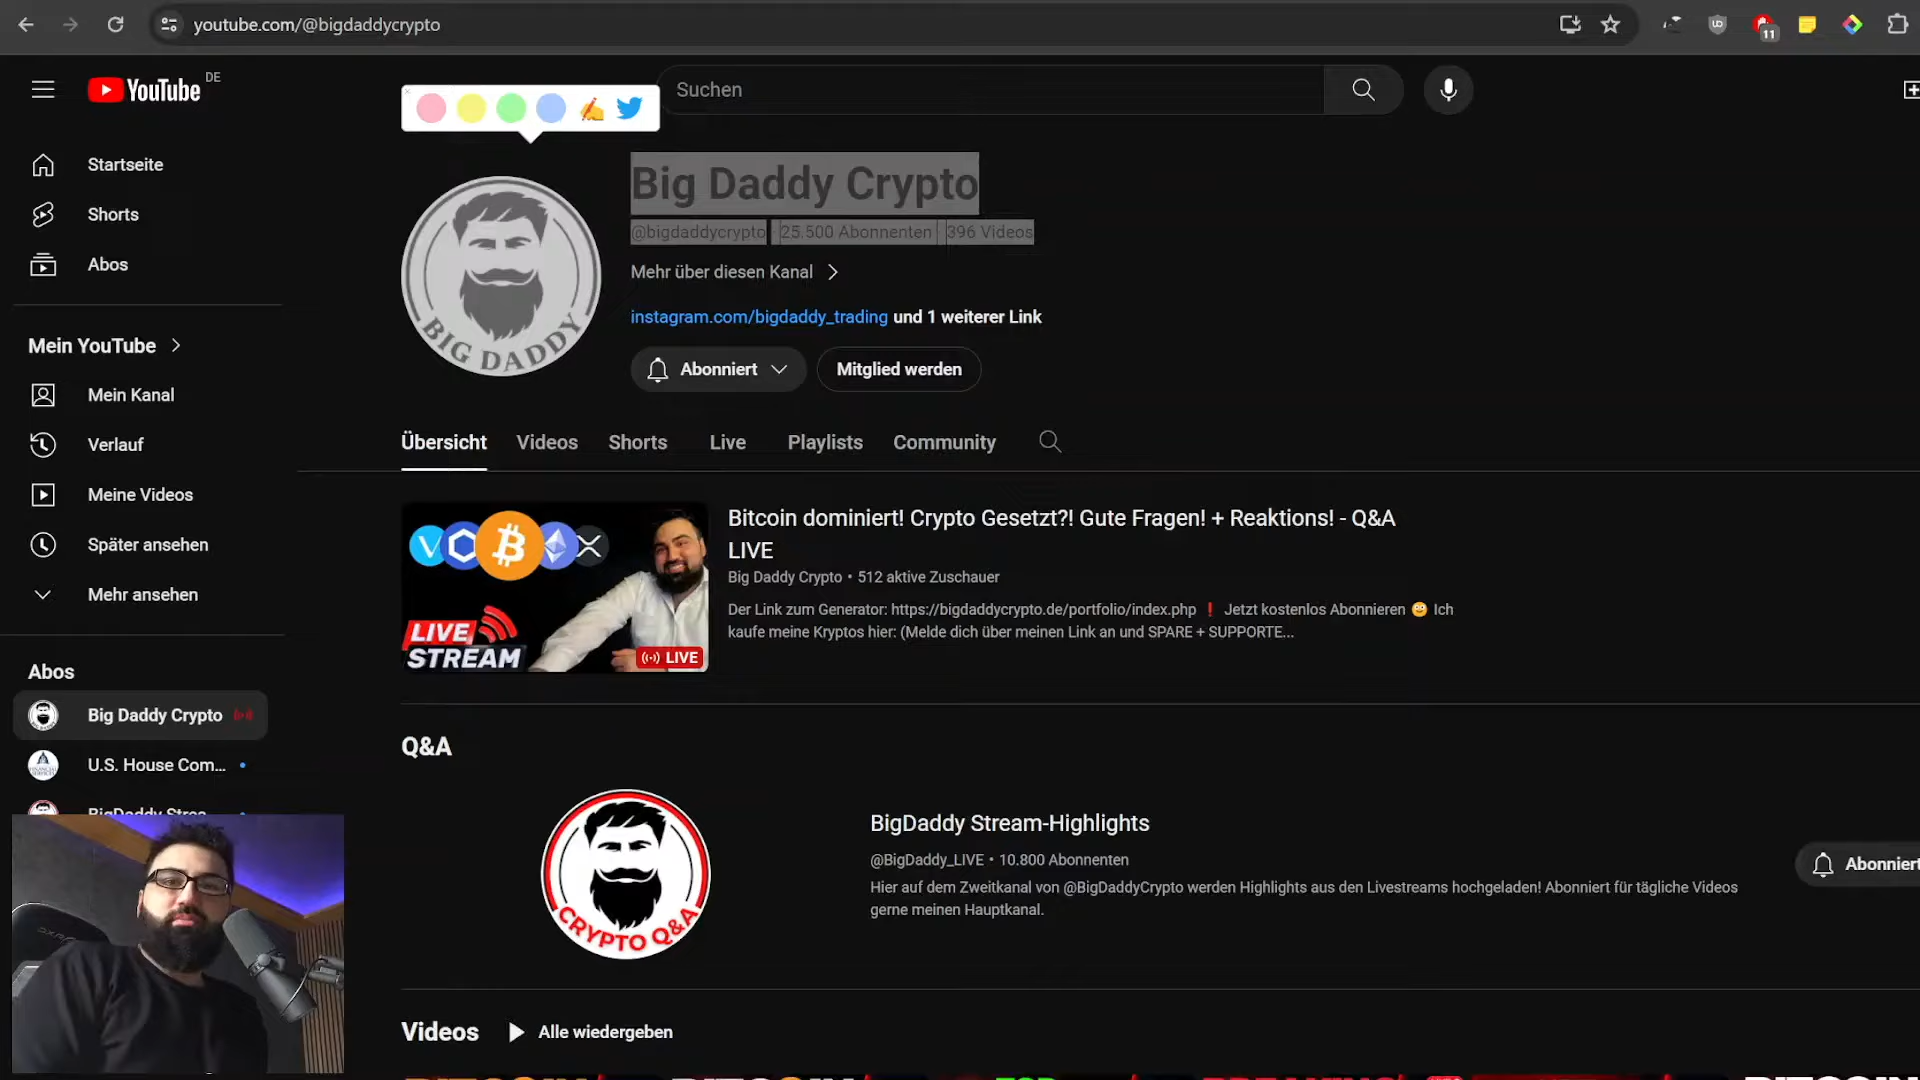 youtube.com/@bigdaddycrypto
11
YouTube DE
Suchen
Startseite
Shorts
Abos
Mein YouTube
Mein Kanal
Verlauf
Meine Videos
Später ansehen
Mehr ansehen
Abos
Big Daddy Crypto
U.S. House Com...
BigDaddy Strea...
BIG DADDY
Big Daddy Crypto
@bigdaddycrypto 25.500 Abonnenten 396 Videos
Mehr über diesen Kanal
instagram.com/bigdaddy_trading und 1 weiterer Link
Abonniert
Mitglied werden
Übersicht Videos Shorts Live Playlists Community
LIVE
STREAM
LIVE
Bitcoin dominiert! Crypto Gesetzt?! Gute Fragen! + Reaktions! - Q&A
LIVE
Big Daddy Crypto • 512 aktive Zuschauer
Der Link zum Generator: https://bigdaddycrypto.de/portfolio/index.php ❗ Jetzt kostenlos Abonnieren 😳 Ich
kaufe meine Kryptos hier: (Melde dich über meinen Link an und SPARE + SUPPORTE...
Q&A
CRYPTO Q&A
BigDaddy Stream-Highlights
@BigDaddy_LIVE • 10.800 Abonnenten
Hier auf dem Zweitkanal von @BigDaddyCrypto werden Highlights aus den Livestreams hochgeladen! Abonniert für tägliche Videos
gerne meinen Hauptkanal.
Abonniert
Videos
Alle wiedergeben